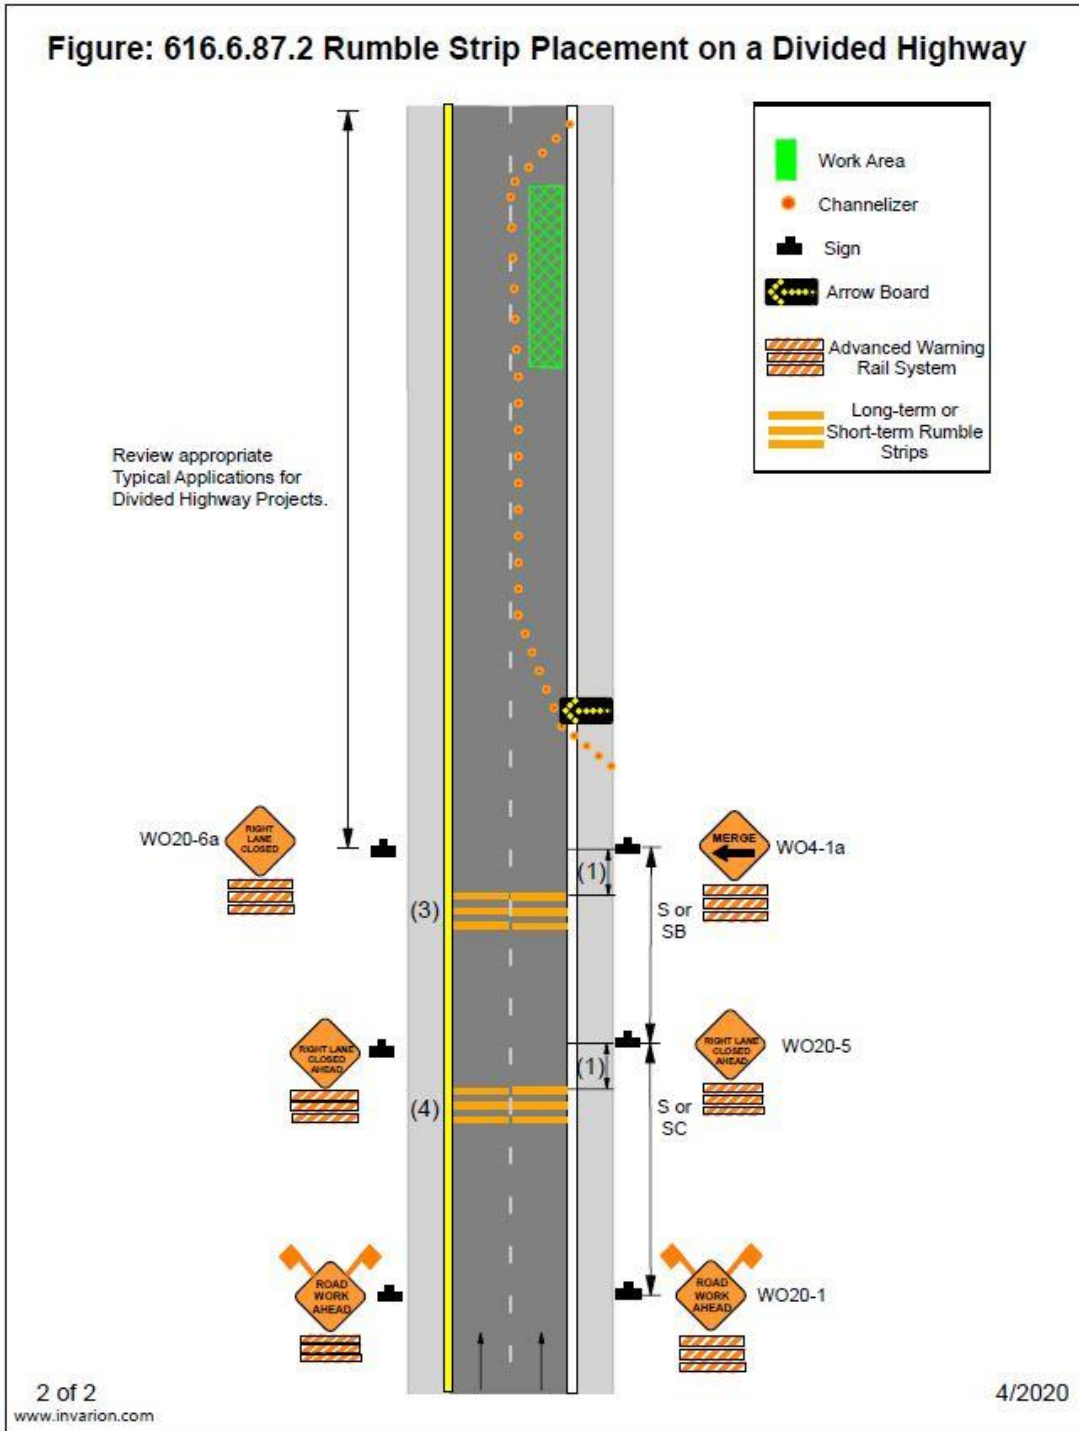 Figure: 616.6.87.2 Rumble Strip Placement on a Divided Highway
Work Area
Channelizer
Sign
Arrow Board
Advanced Warning
Rail System
Long-term or
Short-term Rumble
Strips
Review appropriate
Typical Applications for
Divided Highway Projects.
WO20-6a
RIGHT
LANE
CLOSED
MERGE
WO4-1a
(1)
(3)
S or
SB
RIGHT LANE
CLOSED
AHEAD
RIGHT LANE
CLOSED
AHEAD
WO20-5
(1)
(4)
S or
SC
ROAD
WORK
AHEAD
ROAD
WORK
AHEAD
WO20-1
2 of 2
4/2020
www.invarion.com